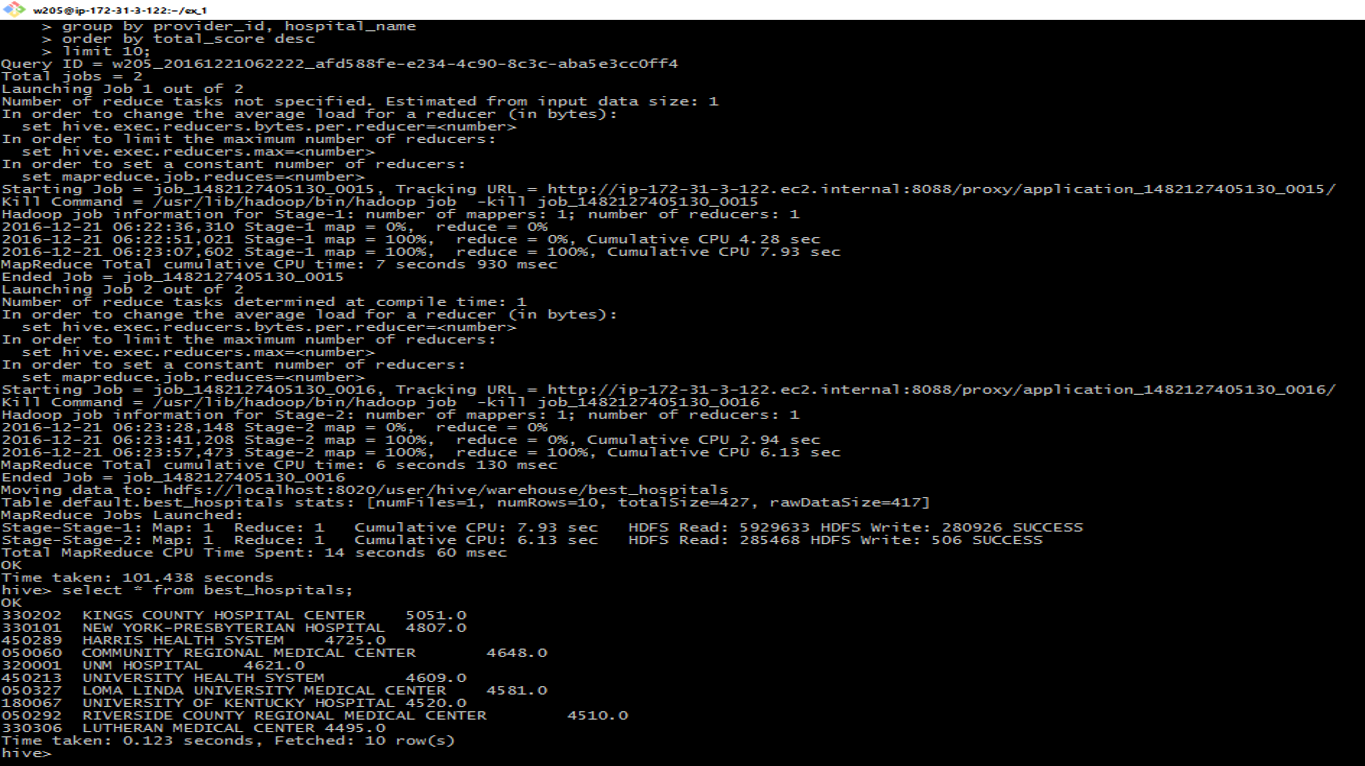 w205@ip-172-31-3-122:~/ex_1
> group by provider_id, hospital_name
> order by total_score desc
> limit 10;
Query ID = w205_20161221062222_afd588fe-e234-4c90-8c3c-aba5e3cc0ff4
Total jobs = 2
Launching Job 1 out of 2
Number of reduce tasks not specified. Estimated from input data size: 1
In order to change the average load for a reducer (in bytes):
  set hive.exec.reducers.bytes.per.reducer=<number>
In order to limit the maximum number of reducers:
  set hive.exec.reducers.max=<number>
In order to set a constant number of reducers:
  set mapreduce.job.reduces=<number>
Starting Job = job_1482127405130_0015, Tracking URL = http://ip-172-31-3-122.ec2.internal:8088/proxy/application_1482127405130_0015/
Kill Command = /usr/lib/hadoop/bin/hadoop job  -kill job_1482127405130_0015
Hadoop job information for Stage-1: number of mappers: 1; number of reducers: 1
2016-12-21 06:22:36,310 Stage-1 map = 0%,  reduce = 0%
2016-12-21 06:22:51,021 Stage-1 map = 100%,  reduce = 0%, Cumulative CPU 4.28 sec
2016-12-21 06:23:07,602 Stage-1 map = 100%,  reduce = 100%, Cumulative CPU 7.93 sec
MapReduce Total cumulative CPU time: 7 seconds 930 msec
Ended Job = job_1482127405130_0015
Launching Job 2 out of 2
Number of reduce tasks determined at compile time: 1
In order to change the average load for a reducer (in bytes):
  set hive.exec.reducers.bytes.per.reducer=<number>
In order to limit the maximum number of reducers:
  set hive.exec.reducers.max=<number>
In order to set a constant number of reducers:
  set mapreduce.job.reduces=<number>
Starting Job = job_1482127405130_0016, Tracking URL = http://ip-172-31-3-122.ec2.internal:8088/proxy/application_1482127405130_0016/
Kill Command = /usr/lib/hadoop/bin/hadoop job  -kill job_1482127405130_0016
Hadoop job information for Stage-2: number of mappers: 1; number of reducers: 1
2016-12-21 06:23:28,148 Stage-2 map = 0%,  reduce = 0%
2016-12-21 06:23:41,208 Stage-2 map = 100%,  reduce = 0%, Cumulative CPU 2.94 sec
2016-12-21 06:23:57,473 Stage-2 map = 100%,  reduce = 100%, Cumulative CPU 6.13 sec
MapReduce Total cumulative CPU time: 6 seconds 130 msec
Ended Job = job_1482127405130_0016
Moving data to: hdfs://localhost:8020/user/hive/warehouse/best_hospitals
Table default.best_hospitals stats: [numFiles=1, numRows=10, totalSize=427, rawDataSize=417]
MapReduce Jobs Launched:
Stage-Stage-1: Map: 1  Reduce: 1   Cumulative CPU: 7.93 sec   HDFS Read: 5929633 HDFS Write: 280926 SUCCESS
Stage-Stage-2: Map: 1  Reduce: 1   Cumulative CPU: 6.13 sec   HDFS Read: 285468 HDFS Write: 506 SUCCESS
Total MapReduce CPU Time Spent: 14 seconds 60 msec
OK
Time taken: 101.438 seconds
hive> select * from best_hospitals;
OK
330202  KINGS COUNTY HOSPITAL CENTER    5051.0
330101  NEW YORK-PRESBYTERIAN HOSPITAL  4807.0
450289  HARRIS HEALTH SYSTEM    4725.0
050060  COMMUNITY REGIONAL MEDICAL CENTER       4648.0
320001  UNM HOSPITAL    4621.0
450213  UNIVERSITY HEALTH SYSTEM        4609.0
050327  LOMA LINDA UNIVERSITY MEDICAL CENTER    4581.0
180067  UNIVERSITY OF KENTUCKY HOSPITAL 4520.0
050292  RIVERSIDE COUNTY REGIONAL MEDICAL CENTER        4510.0
330306  LUTHERAN MEDICAL CENTER 4495.0
Time taken: 0.123 seconds, Fetched: 10 row(s)
hive>